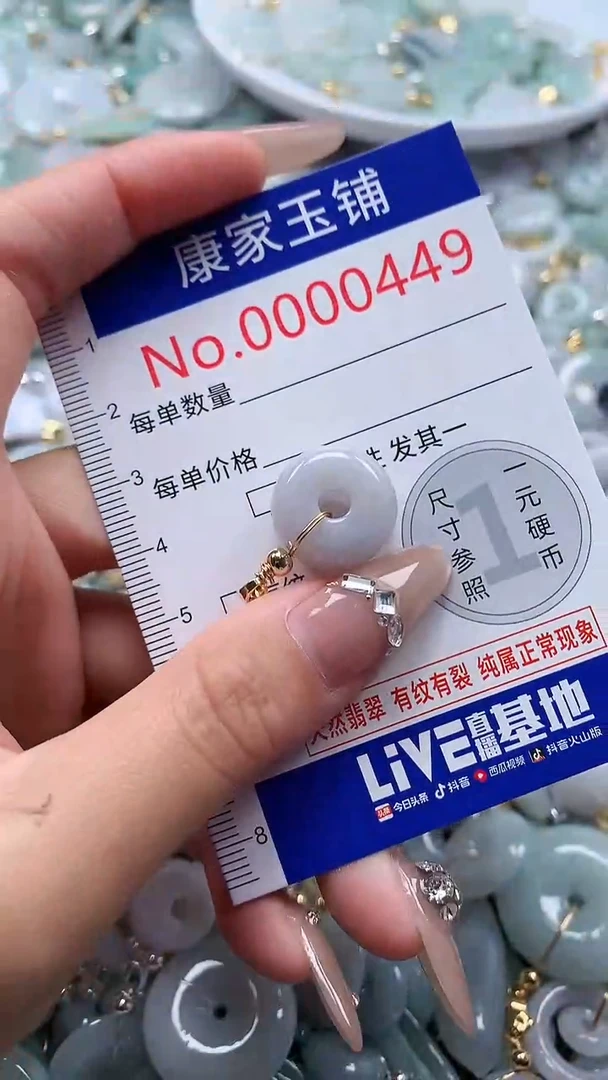 康家玉铺
No.0000449
每单数量
每单价格
发其一
1
2
3
4
5
8
尺寸参照
1
一元硬币
天然翡翠 有纹有裂 纯属正常现象
LiVE直播基地
头条 今日头条 抖音 西瓜视频 抖音火山版